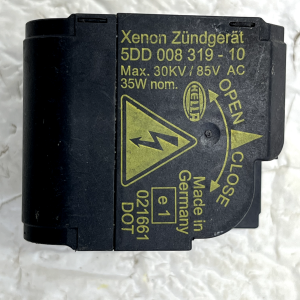 Xenon Zündgerät
5DD 008 319 - 10
Max. 30KV / 85V AC
35W nom.
HELLA
OPEN
CLOSE
Made in
Germany
e 1
021661
DOT